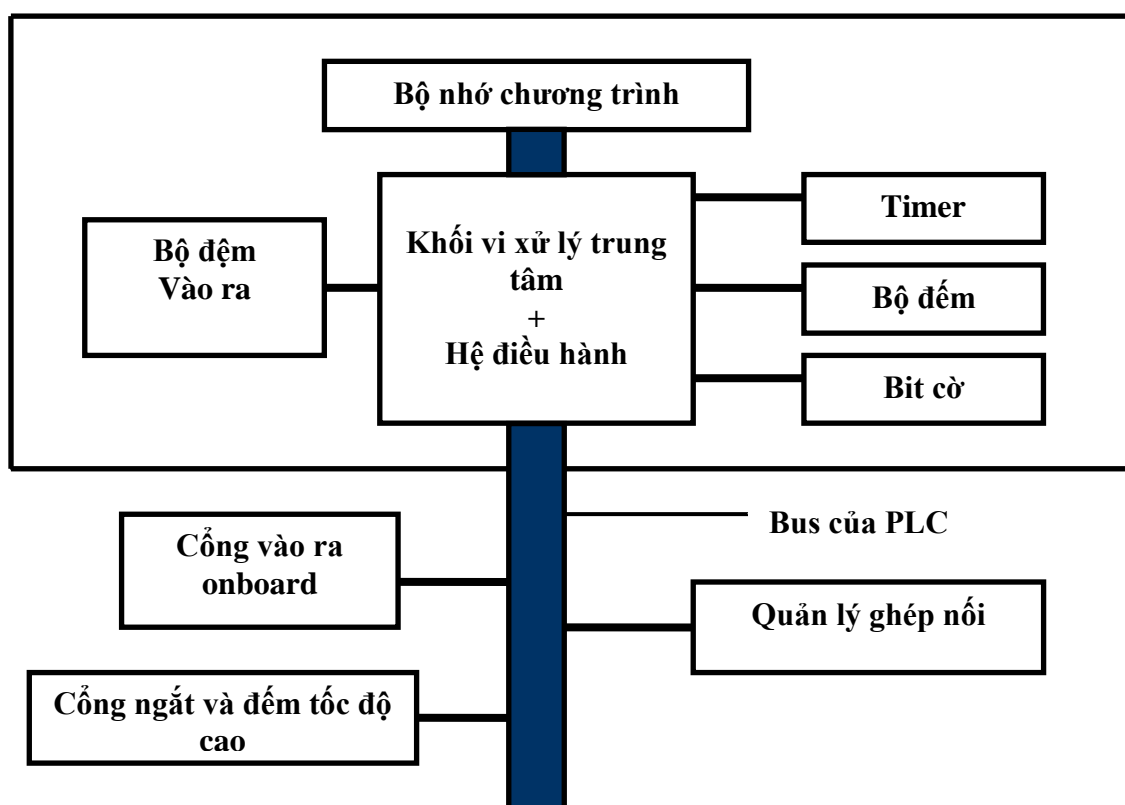 Bộ nhớ chương trình
Bộ đệm
Vào ra
Khối vi xử lý trung
tâm
+
Hệ điều hành
Timer
Bộ đếm
Bit cờ
Cổng vào ra
onboard
Bus của PLC
Quản lý ghép nối
Cổng ngắt và đếm tốc độ
cao